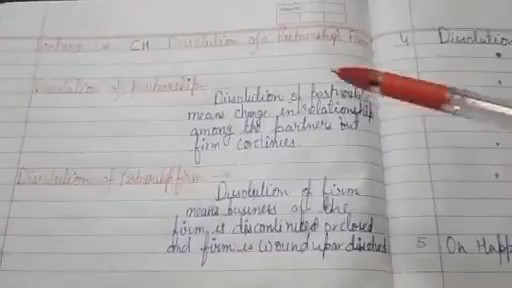 Lecture CH Dissolution of a Partnership Firm
Dissolution of Partnership
Dissolution of partnership
means change in relationship
among the partners but
firm continues.
Dissolution of Partnership firm
Dissolution of firm
means business of the
firm is discontinued or closed
and firm is wound up or dissolved
4 Dissolution
5 On Happ